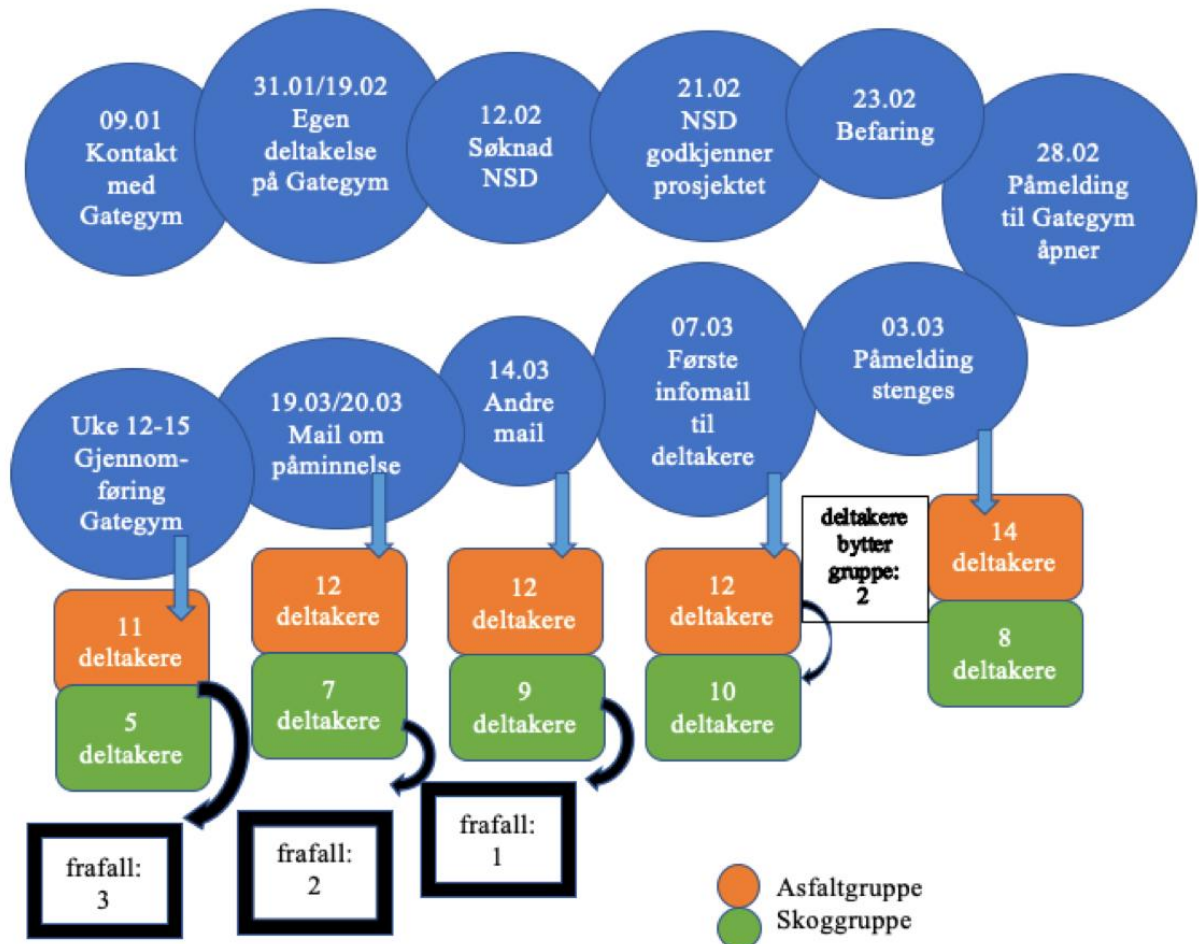 09.01
Kontakt
med
Gategym
31.01/19.02
Egen
deltakelse
på Gategym
12.02
Søknad
NSD
21.02
NSD
godkjenner
prosjektet
23.02
Befaring
28.02
Påmelding
til Gategym
åpner
03.03
Påmelding
stenges
07.03
Første
infomail
til
deltakere
14.03
Andre
mail
19.03/20.03
Mail om
påminnelse
Uke 12-15
Gjennom-
føring
Gategym
14
deltakere
8
deltakere
deltakere
bytter
gruppe:
2
12
deltakere
10
deltakere
12
deltakere
9
deltakere
12
deltakere
7
deltakere
11
deltakere
5
deltakere
frafall:
1
frafall:
2
frafall:
3
Asfaltgruppe
Skoggruppe